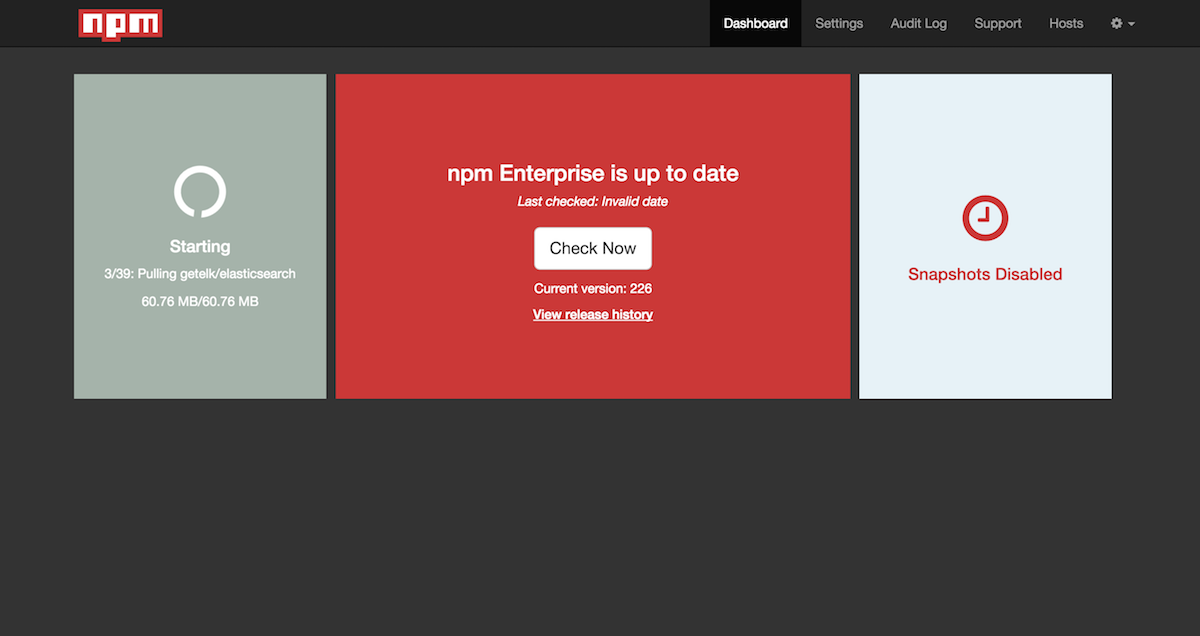 npm
Dashboard
Settings
Audit Log
Support
Hosts
Starting
3/39: Pulling getelk/elasticsearch
60.76 MB/60.76 MB
npm Enterprise is up to date
Last checked: Invalid date
Check Now
Current version: 226
View release history
Snapshots Disabled